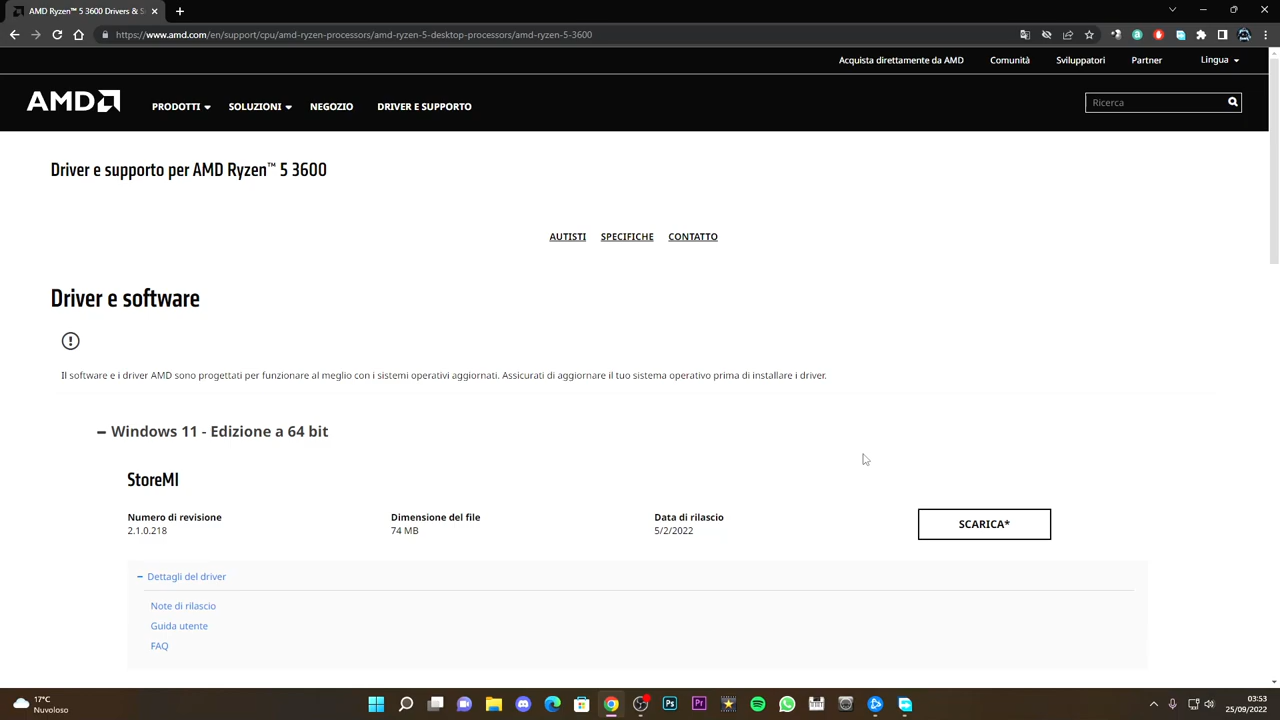 AMD Ryzen™ 5 3600 Drivers & S
https://www.amd.com/en/support/cpu/amd-ryzen-processors/amd-ryzen-5-desktop-processors/amd-ryzen-5-3600
Acquista direttamente da AMD Comunità Sviluppatori Partner Lingua
AMD PRODOTTI SOLUZIONI NEGOZIO DRIVER E SUPPORTO Ricerca
Driver e supporto per AMD Ryzen™ 5 3600
AUTISTI SPECIFICHE CONTATTO
Driver e software
Il software e i driver AMD sono progettati per funzionare al meglio con i sistemi operativi aggiornati. Assicurati di aggiornare il tuo sistema operativo prima di installare i driver.
Windows 11 - Edizione a 64 bit
StoreMI
Numero di revisione Dimensione del file Data di rilascio
2.1.0.218 74 MB 5/2/2022
SCARICA*
Dettagli del driver
Note di rilascio
Guida utente
FAQ
17°C
Nuvoloso
Ps Pr
03:53
25/09/2022